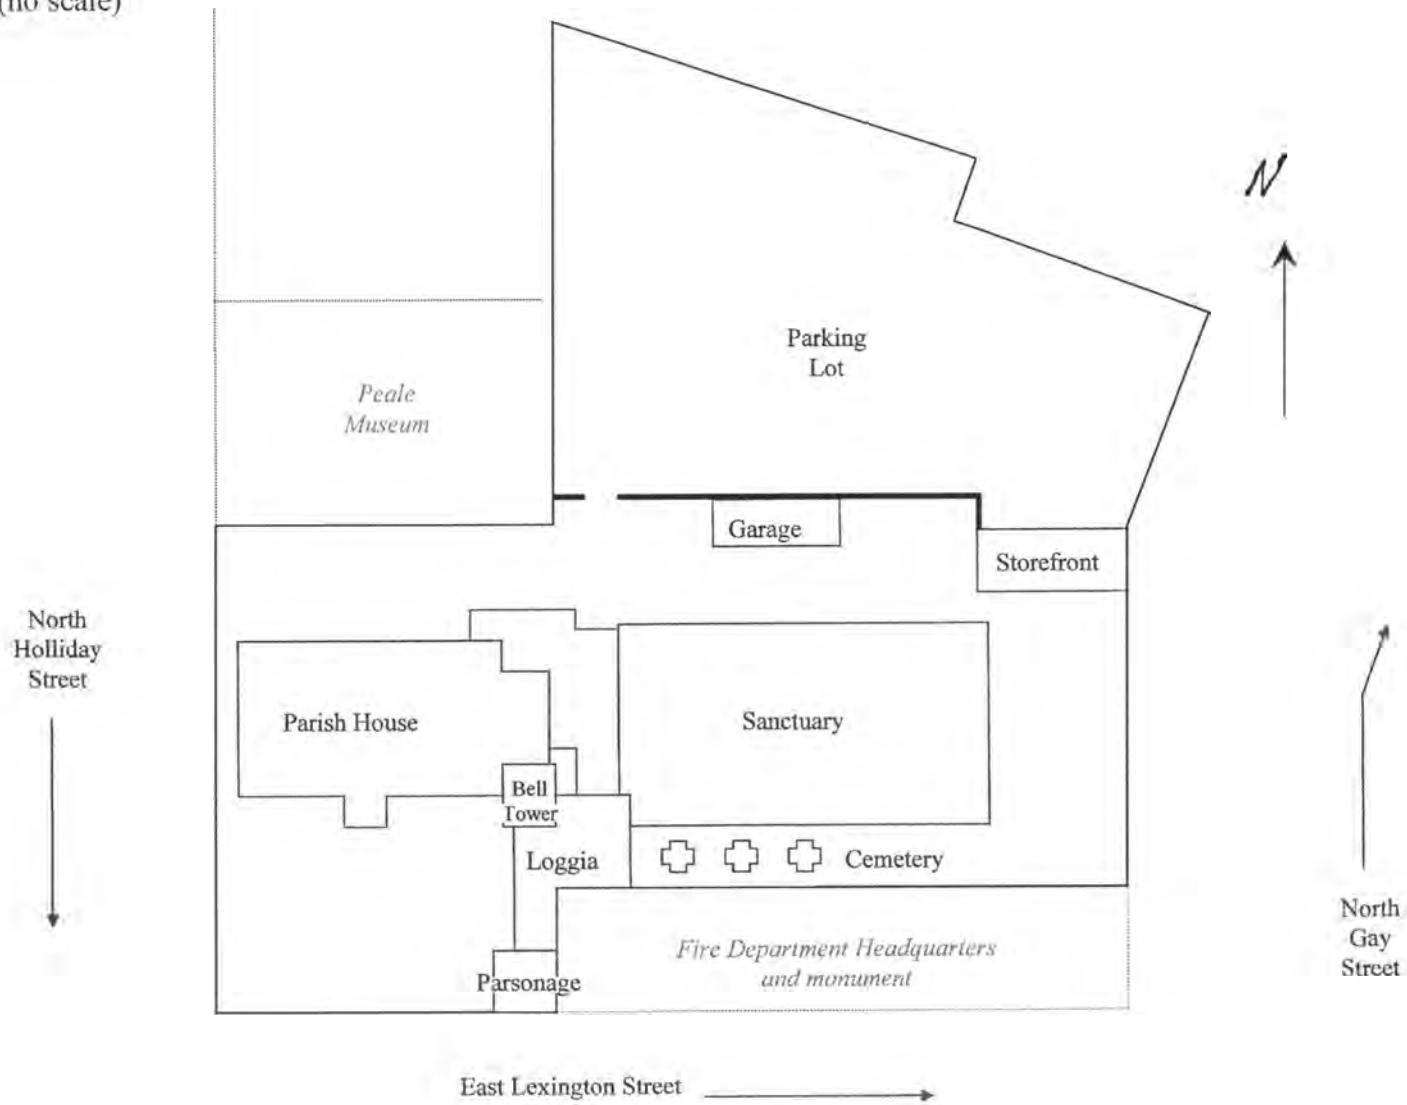 (no scale)
N
Parking
Lot
Peale
Museum
Garage
Storefront
North
Holliday
Street
Parish House
Sanctuary
Bell
Tower
Loggia
Cemetery
North
Gay
Street
Fire Department Headquarters
and monument
Parsonage
East Lexington Street